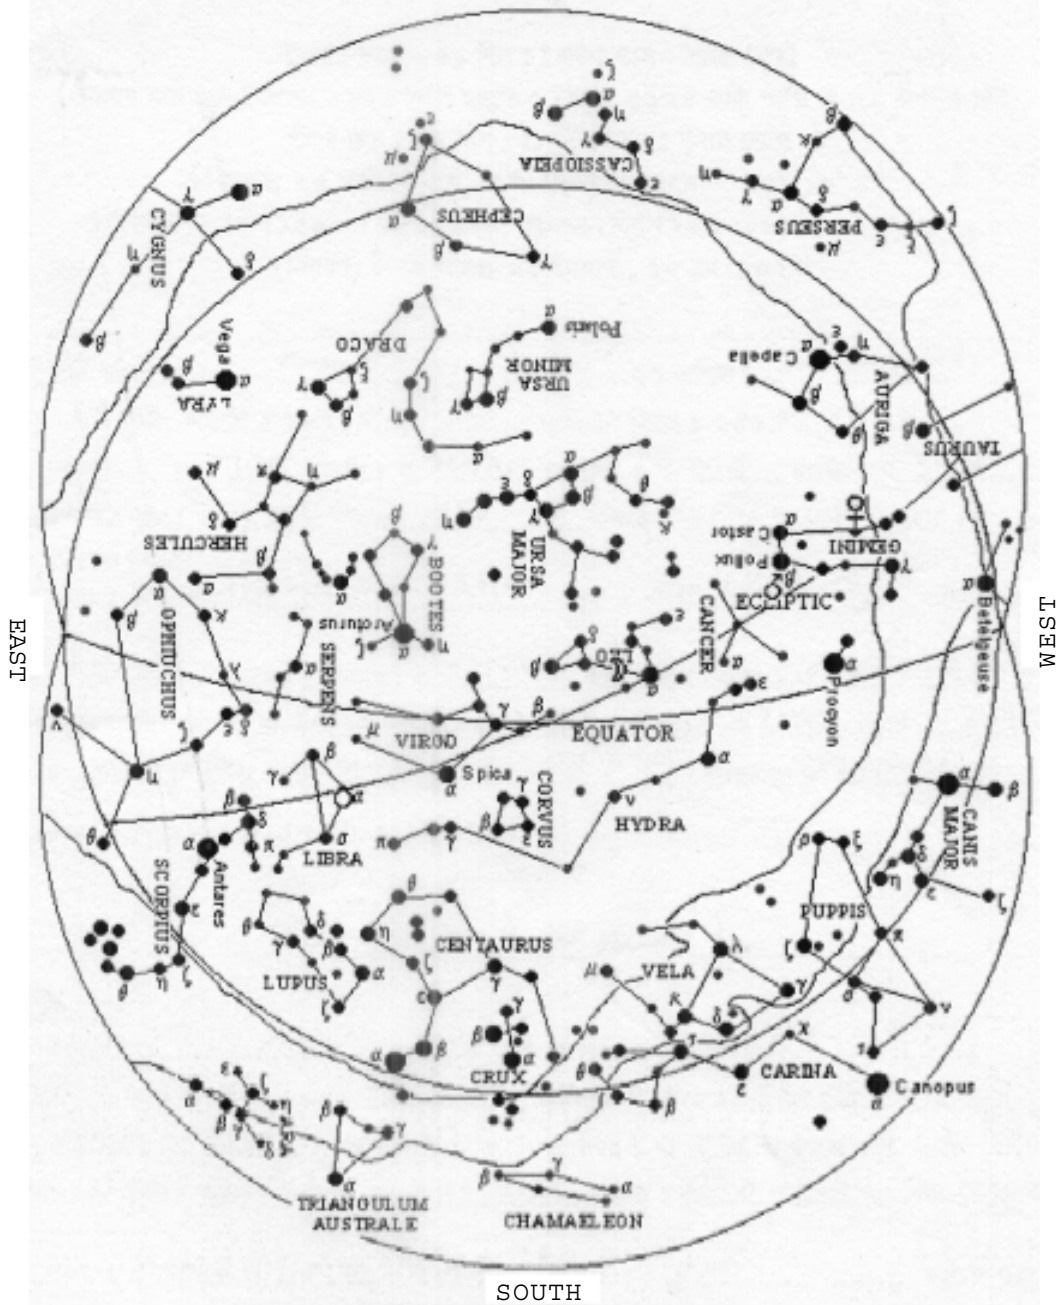 ζ
α
β
η
γ
δ
CASSIOPEIA
ε
β
κ
η
γ
α
δ
PERSEUS
ε
ξ
ζ
μ
ζ
μ
α
CEPHEUS
β
γ
γ
α
CYGNUS
η
δ
β
DRACO
α
Polaris
URSA
MINOR
γ
β
Vega
β
α
LYRA
γ
ξ
β
ζ
η
α
ε
η
α
Capella
β
AURIGA
θ
β
TAURUS
μ
π
η
δ
HERCULES
β
α
ε
δ
α
β
γ
η
URSA
MAJOR
κ
β
γ
BOOTES
Arcturus
α
ζ
η
α
Castor
Pollux
β
GEMINI
γ
ECLIPTIC
α
Betelgeuse
EAST
WEST
α
β
κ
OPHIUCHUS
λ
ε
δ
ζ
η
ν
θ
SERPENS
α
LEO
δ
β
ε
α
CANCER
α
α
Procyon
μ
VIRGO
γ
β
EQUATOR
Spica
α
ε
α
HYDRA
ν
γ
π
CORVUS
γ
β
ε
β
γ
α
σ
LIBRA
β
δ
π
α
Antares
SCORPIUS
ε
ζ
η
θ
α
β
CANIS
MAJOR
δ
η
ε
ζ
ρ
ξ
PUPPIS
ζ
π
σ
ν
τ
θ
η
CENTAURUS
ζ
γ
β
α
β
δ
γ
β
α
LUPUS
ζ
μ
VELA
λ
γ
κ
δ
γ
β
α
CRUX
ι
χ
CARINA
ε
θ
β
Canopus
α
α
ε
ζ
η
β
γ
δ
ARA
β
γ
α
TRIANGULUM
AUSTRALE
β
γ
α
CHAMAELEON
SOUTH